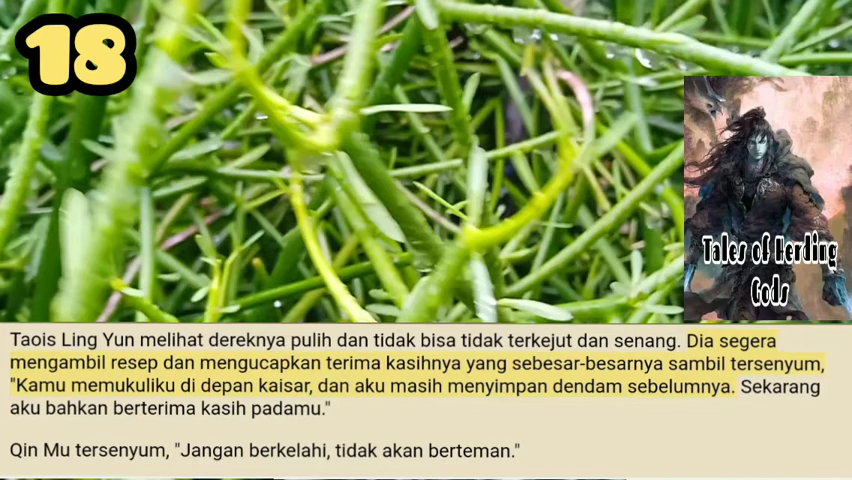 18
Tales of Herding
Gods
Taois Ling Yun melihat dereknya pulih dan tidak bisa tidak terkejut dan senang. Dia segera
mengambil resep dan mengucapkan terima kasihnya yang sebesar-besarnya sambil tersenyum,
"Kamu memukuliku di depan kaisar, dan aku masih menyimpan dendam sebelumnya. Sekarang
aku bahkan berterima kasih padamu."
Qin Mu tersenyum, "Jangan berkelahi, tidak akan berteman."